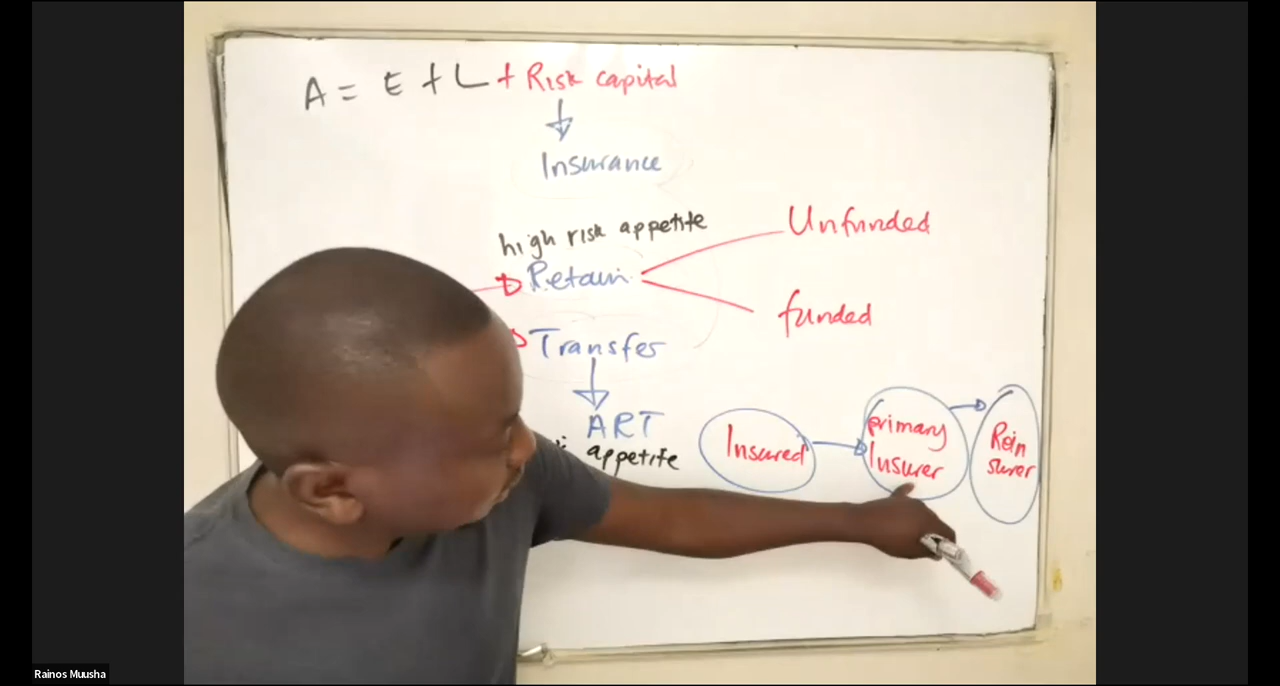 A = E + L + Risk capital
Insurance
high risk appetite
Retain
Unfunded
funded
Transfer
ART
appetite
Insured
primary
Insurer
Rein
surer
Rainos Muusha